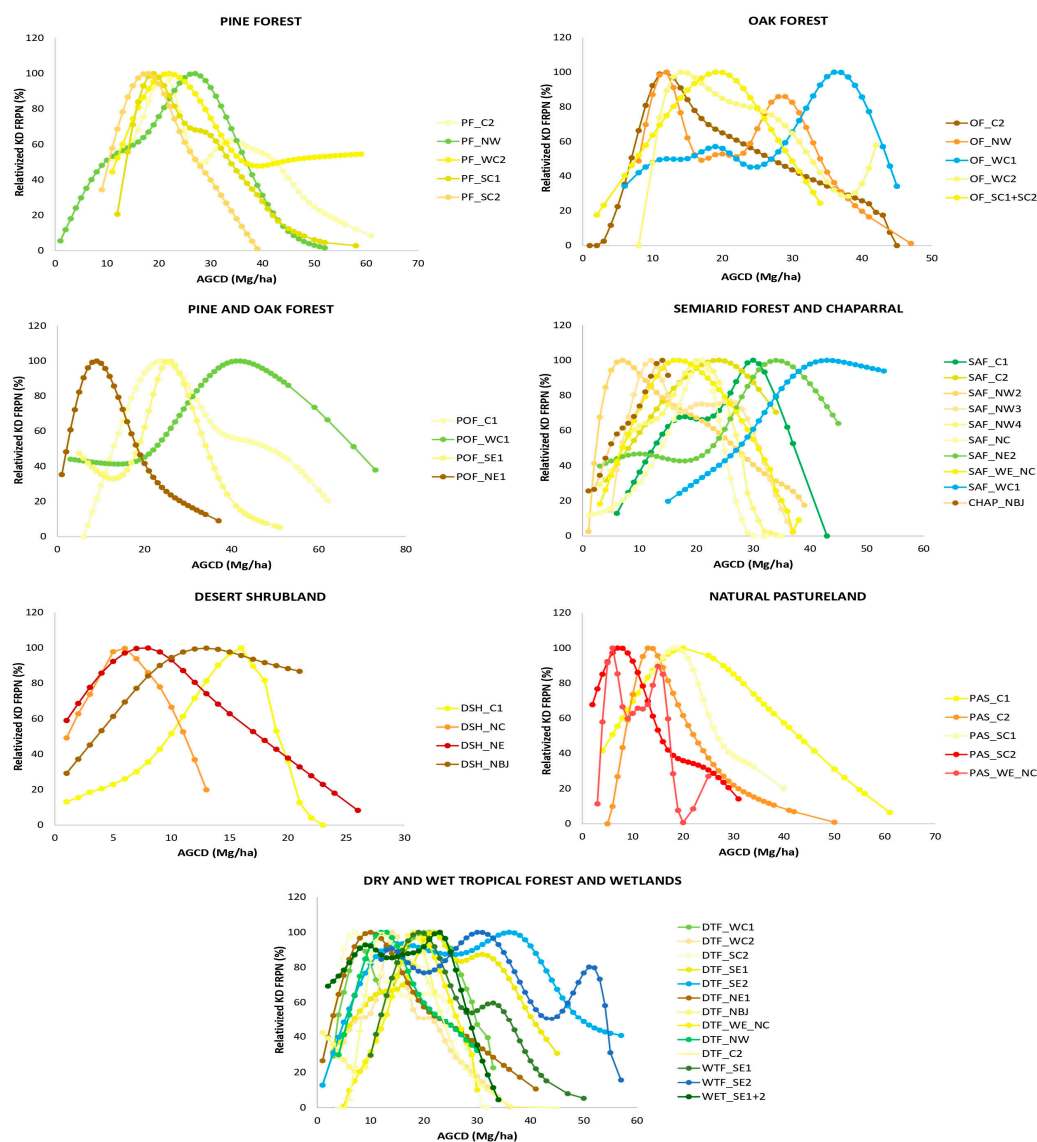 PINE FOREST
Relativized KD FRPN (%)
120
100
80
60
40
20
0
0 10 20 30 40 50 60 70
AGCD (Mg/ha)
PF_C2
PF_NW
PF_WC2
PF_SC1
PF_SC2
OAK FOREST
Relativized KD FRPN (%)
120
100
80
60
40
20
0
0 10 20 30 40 50
AGCD (Mg/ha)
OF_C2
OF_NW
OF_WC1
OF_WC2
OF_SC1+SC2
PINE AND OAK FOREST
Relativized KD FRPN (%)
120
100
80
60
40
20
0
0 20 40 60 80
AGCD (Mg/ha)
POF_C1
POF_WC1
POF_SE1
POF_NE1
SEMIARID FOREST AND CHAPARRAL
Relativized KD FRPN (%)
120
100
80
60
40
20
0
0 10 20 30 40 50 60
AGCD (Mg/ha)
SAF_C1
SAF_C2
SAF_NW2
SAF_NW3
SAF_NW4
SAF_NC
SAF_NE2
SAF_WE_NC
SAF_WC1
CHAP_NBJ
DESERT SHRUBLAND
Relativized KD FRPN (%)
120
100
80
60
40
20
0
0 5 10 15 20 25 30
AGCD (Mg/ha)
DSH_C1
DSH_NC
DSH_NE
DSH_NBJ
NATURAL PASTURELAND
Relativized KD FRPN (%)
120
100
80
60
40
20
0
0 10 20 30 40 50 60 70
AGCD (Mg/ha)
PAS_C1
PAS_C2
PAS_SC1
PAS_SC2
PAS_WE_NC
DRY AND WET TROPICAL FOREST AND WETLANDS
Relativized KD FRPN (%)
120
100
80
60
40
20
0
0 10 20 30 40 50 60
AGCD (Mg/ha)
DTF_WC1
DTF_WC2
DTF_SC2
DTF_SE1
DTF_SE2
DTF_NE1
DTF_NBJ
DTF_WE_NC
DTF_NW
DTF_C2
WTF_SE1
WTF_SE2
WET_SE1+2